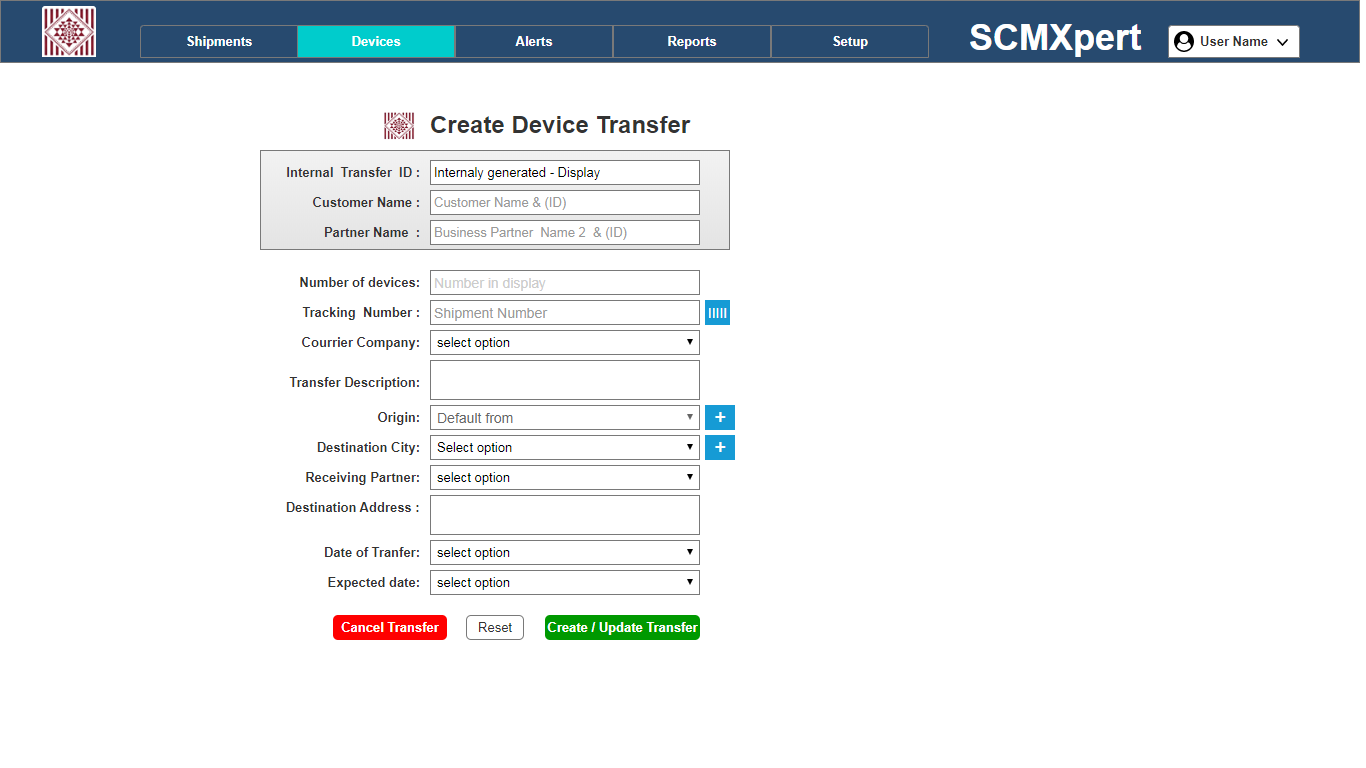 Shipments Devices Alerts Reports Setup SCMXpert User Name
Create Device Transfer
Internal Transfer ID : Internaly generated - Display
Customer Name : Customer Name & (ID)
Partner Name : Business Partner Name 2 & (ID)
Number of devices: Number in display
Tracking Number : Shipment Number
Courrier Company: select option
Transfer Description:
Origin: Default from +
Destination City: Select option +
Receiving Partner: select option
Destination Address :
Date of Tranfer: select option
Expected date: select option
Cancel Transfer Reset Create / Update Transfer